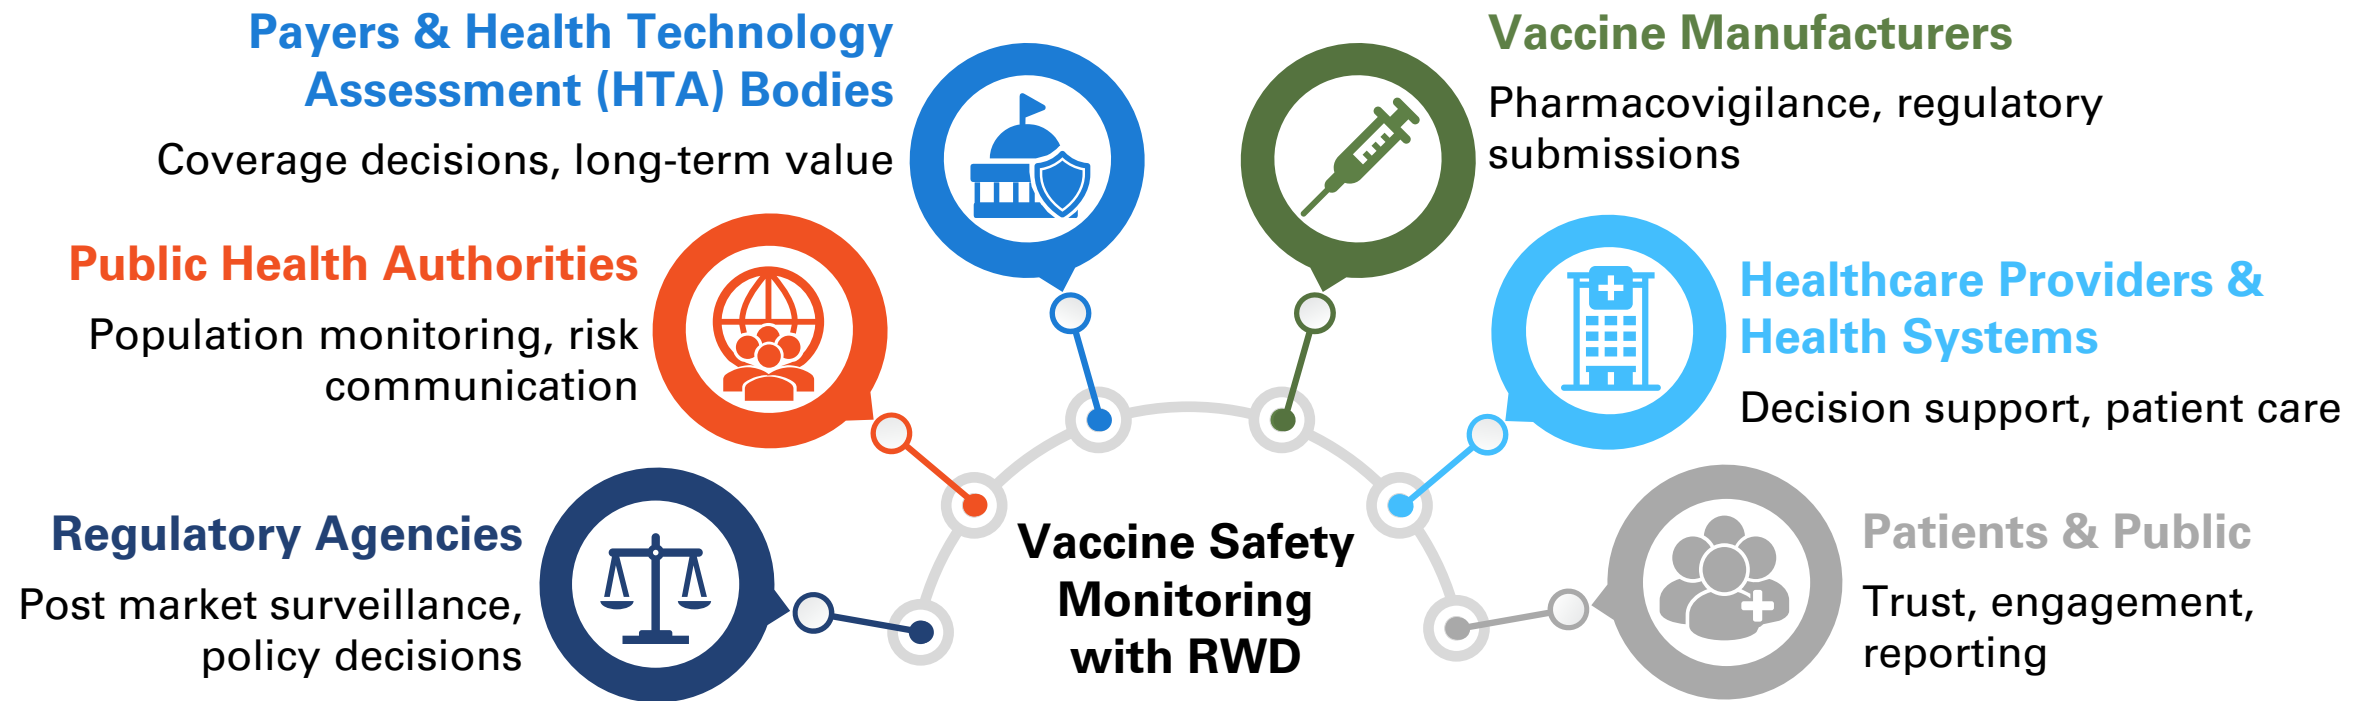 Payers & Health Technology
Assessment (HTA) Bodies
Coverage decisions, long-term value
Vaccine Manufacturers
Pharmacovigilance, regulatory
submissions
Public Health Authorities
Population monitoring, risk
communication
Healthcare Providers &
Health Systems
Decision support, patient care
Regulatory Agencies
Post market surveillance,
policy decisions
Vaccine Safety
Monitoring
with RWD
Patients & Public
Trust, engagement,
reporting